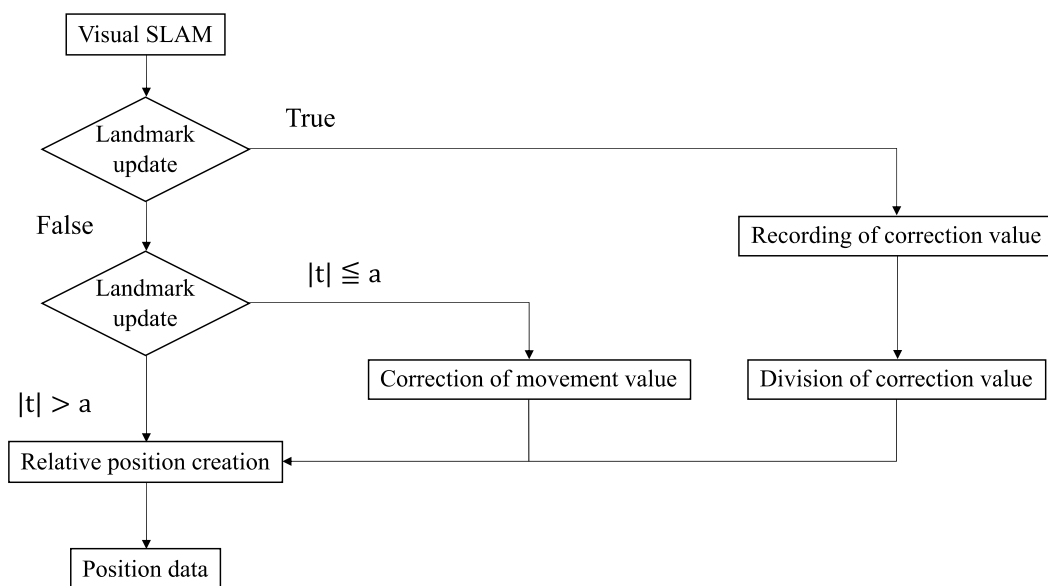 Visual SLAM
Landmark
update
True
False
Recording of correction value
Landmark
update
|t| ≦ a
Correction of movement value
Division of correction value
|t| > a
Relative position creation
Position data